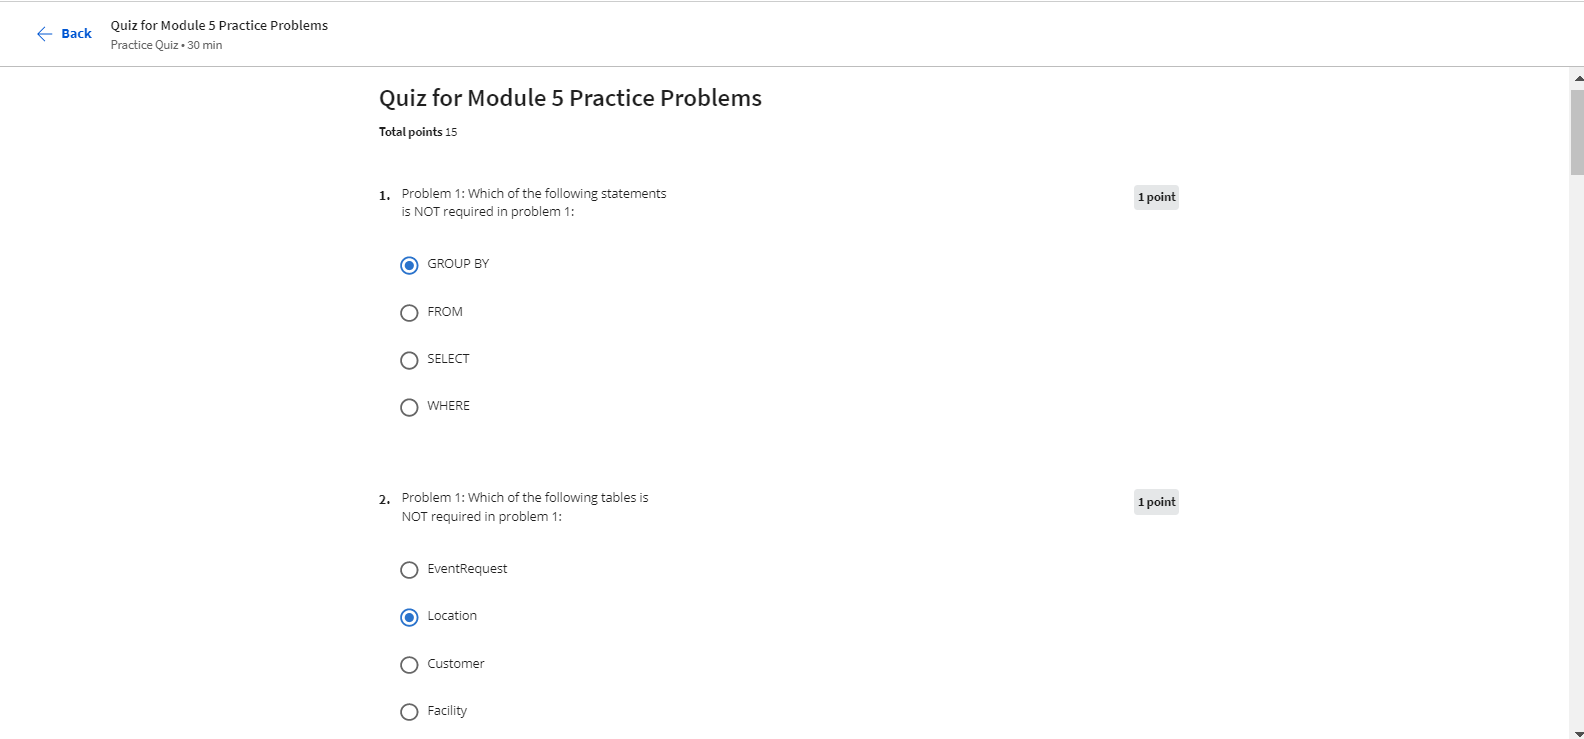 Back
Quiz for Module 5 Practice Problems
Practice Quiz • 30 min
Quiz for Module 5 Practice Problems
Total points 15
1. Problem 1: Which of the following statements
is NOT required in problem 1:
1 point
GROUP BY
FROM
SELECT
WHERE
2. Problem 1: Which of the following tables is
NOT required in problem 1:
1 point
EventRequest
Location
Customer
Facility